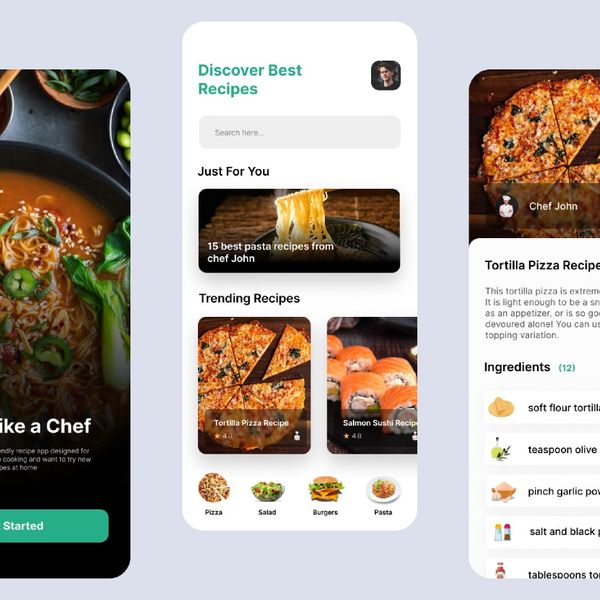 ike a Chef
endly recipe app designed for
cooking and want to try new
pes at home
Started
Discover Best
Recipes
Search here...
Just For You
15 best pasta recipes from
chef John
Trending Recipes
Tortilla Pizza Recipe
★ 4.8
Salmon Sushi Recipe
★ 4.8
Pizza
Salad
Burgers
Pasta
Chef John
Tortilla Pizza Recipe
This tortilla pizza is extrem
It is light enough to be a sn
as an appetizer, or is so goo
devoured alone! You can us
topping variation.
Ingredients (12)
soft flour tortilla
teaspoon olive
pinch garlic pow
salt and black p
tablespoons to